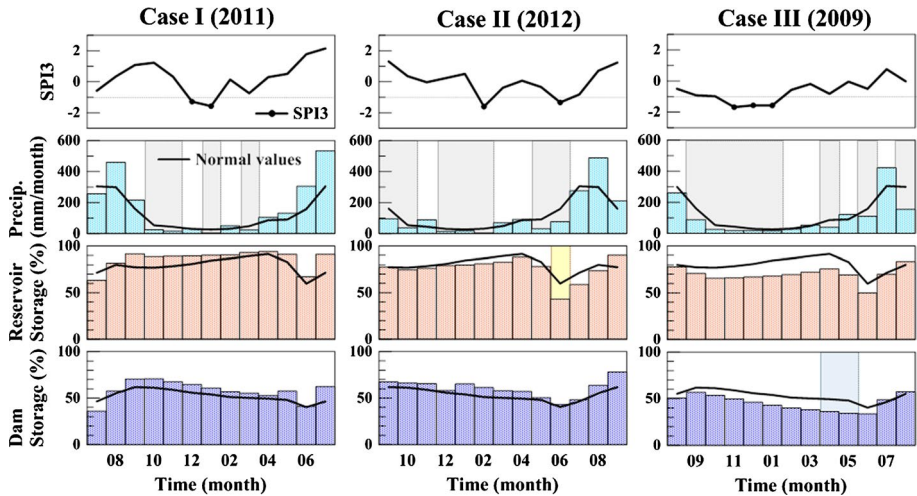 Case I (2011) Case II (2012) Case III (2009)
SPI3
2 0 -2
SPI3
2 0 -2
2 0 -2
Precip. (mm/month)
600 400 200 0
Normal values
600 400 200 0
600 400 200 0
Reservoir Storage (%)
100 50 0
100 50 0
100 50 0
Dam Storage (%)
100 50 0
100 50 0
100 50 0
08 10 12 02 04 06
10 12 02 04 06 08
09 11 01 03 05 07
Time (month) Time (month) Time (month)